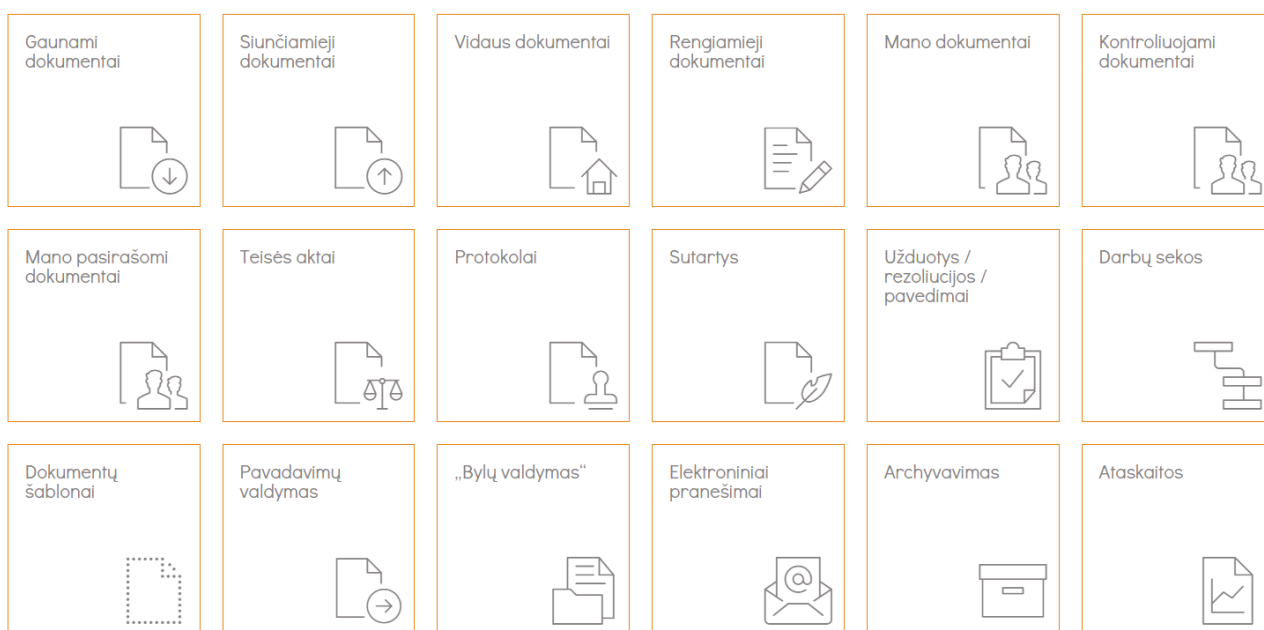 Gaunami
dokumentai
Siunčiamieji
dokumentai
Vidaus dokumentai
Rengiamieji
dokumentai
Mano dokumentai
Kontroliuojami
dokumentai
Mano pasirašomi
dokumentai
Teisės aktai
Protokolai
Sutartys
Užduotys /
rezoliucijos /
pavedimai
Darbų sekos
Dokumentų
šablonai
Pavadavimų
valdymas
„Bylų valdymas“
Elektroniniai
pranešimai
@
Archyvavimas
Ataskaitos